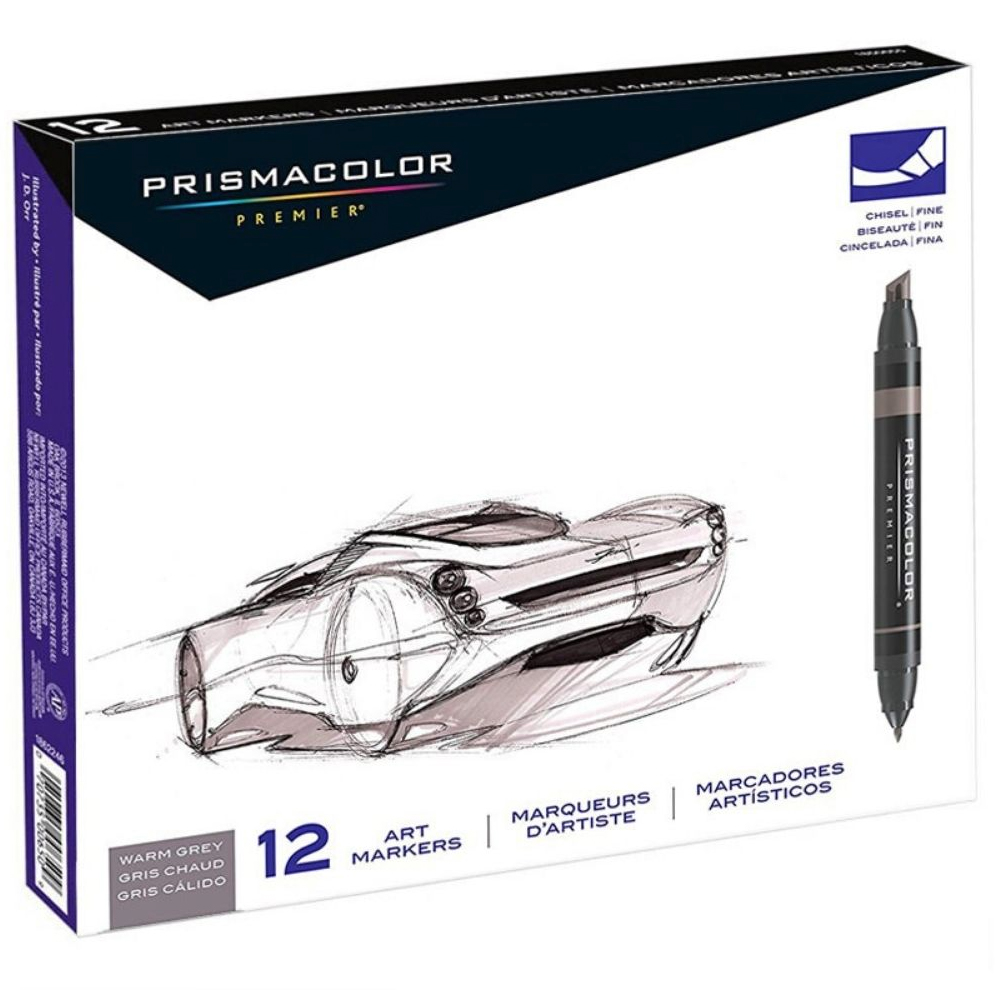 12 ART MARKERS | MARQUEURS D'ARTISTE | MARCADORES ARTÍSTICOS
PRISMACOLOR
PREMIER®
CHISEL | FINE
BISEAUTÉ | FIN
CINCELADA | FINA
PRISMACOLOR®
PREMIER
Illustrated by • Illustré par • Ilustrado por:
J. D. Orr
1862246
WARM GREY
GRIS CHAUD
GRIS CÁLIDO
12
ART
MARKERS
MARQUEURS
D'ARTISTE
MARCADORES
ARTÍSTICOS